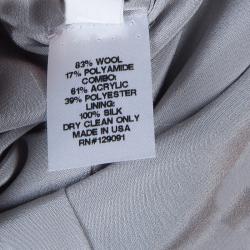 83% WOOL
17% POLYAMIDE
COMBO:
61% ACRYLIC
39% POLYESTER
LINING:
100% SILK
DRY CLEAN ONLY
MADE IN USA
RN#129091